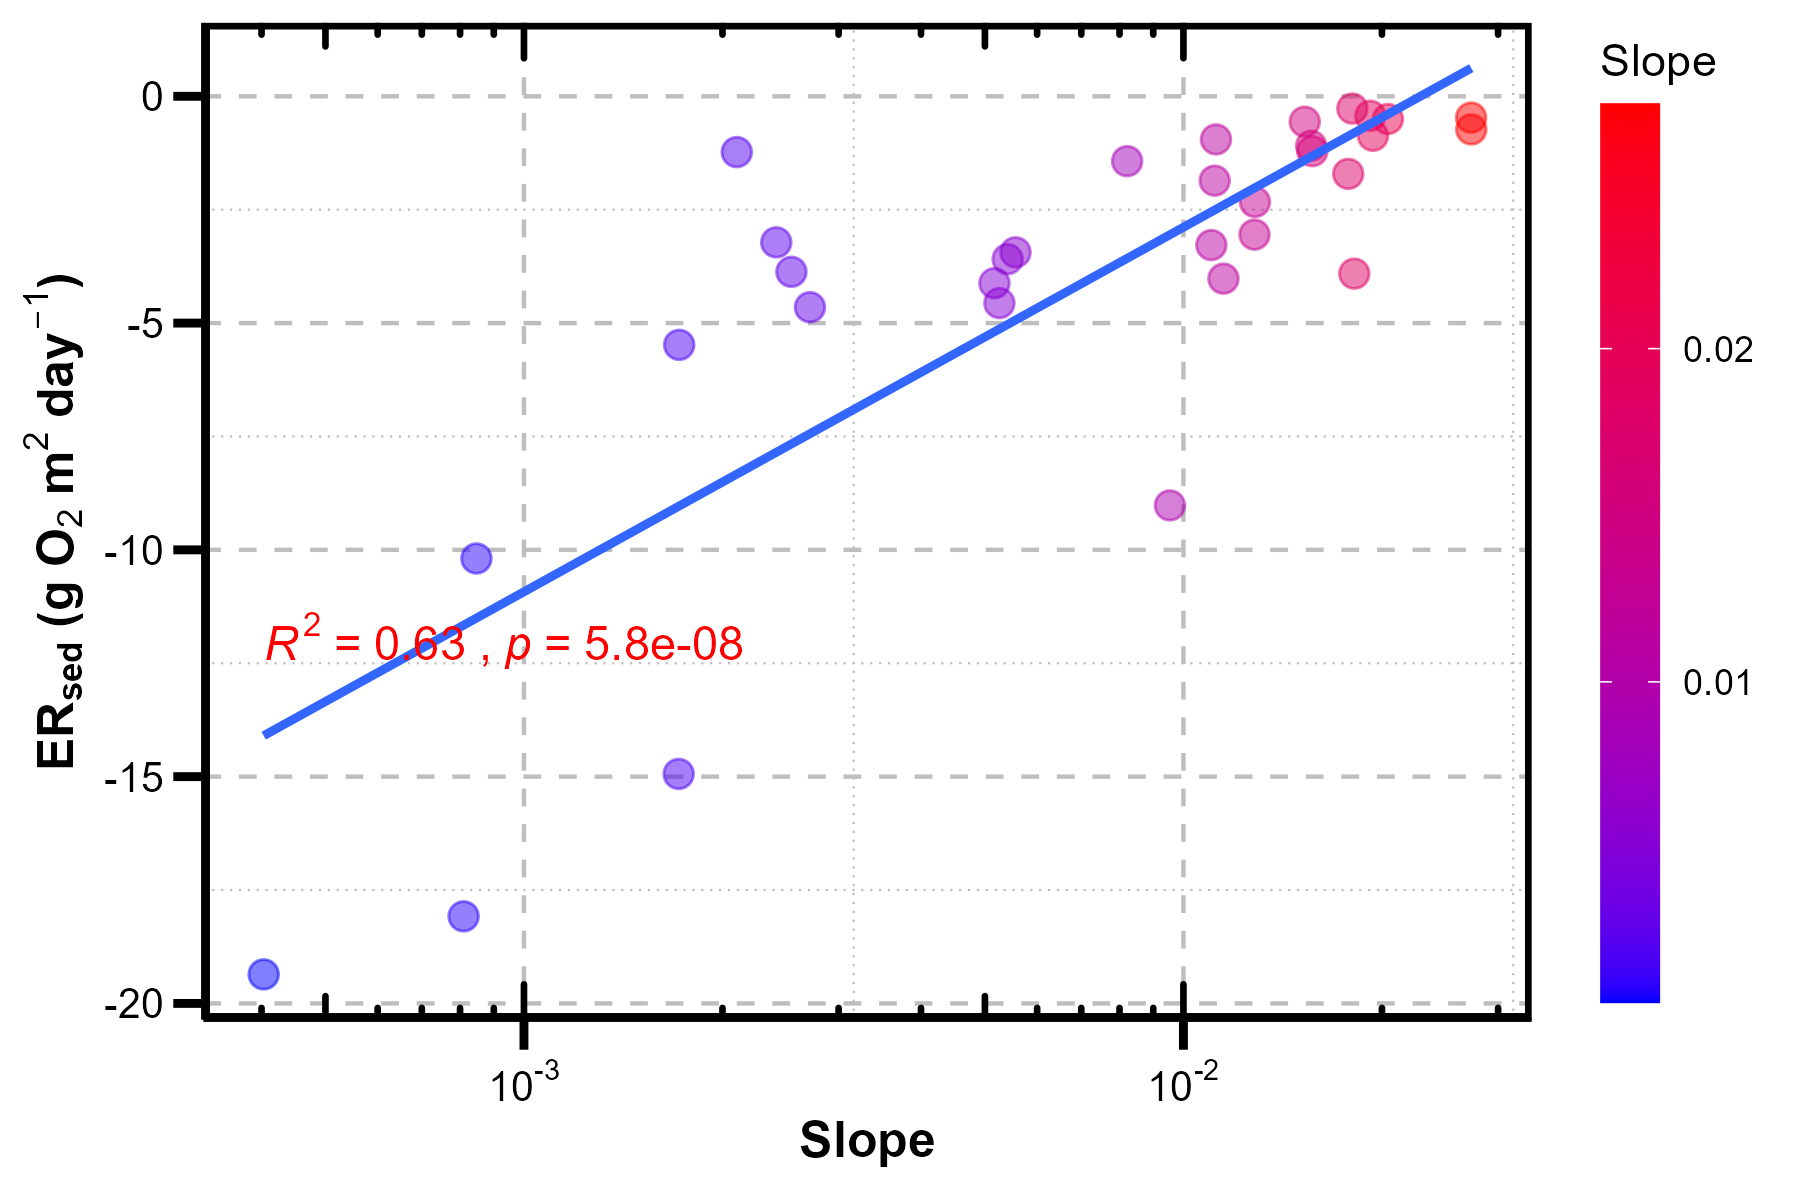 Slope
0
-5
-10
-15
-20
ER_sed (g O₂ m² day⁻¹)
R² = 0.63 , p = 5.8e-08
0.02
0.01
10⁻³
10⁻²
Slope